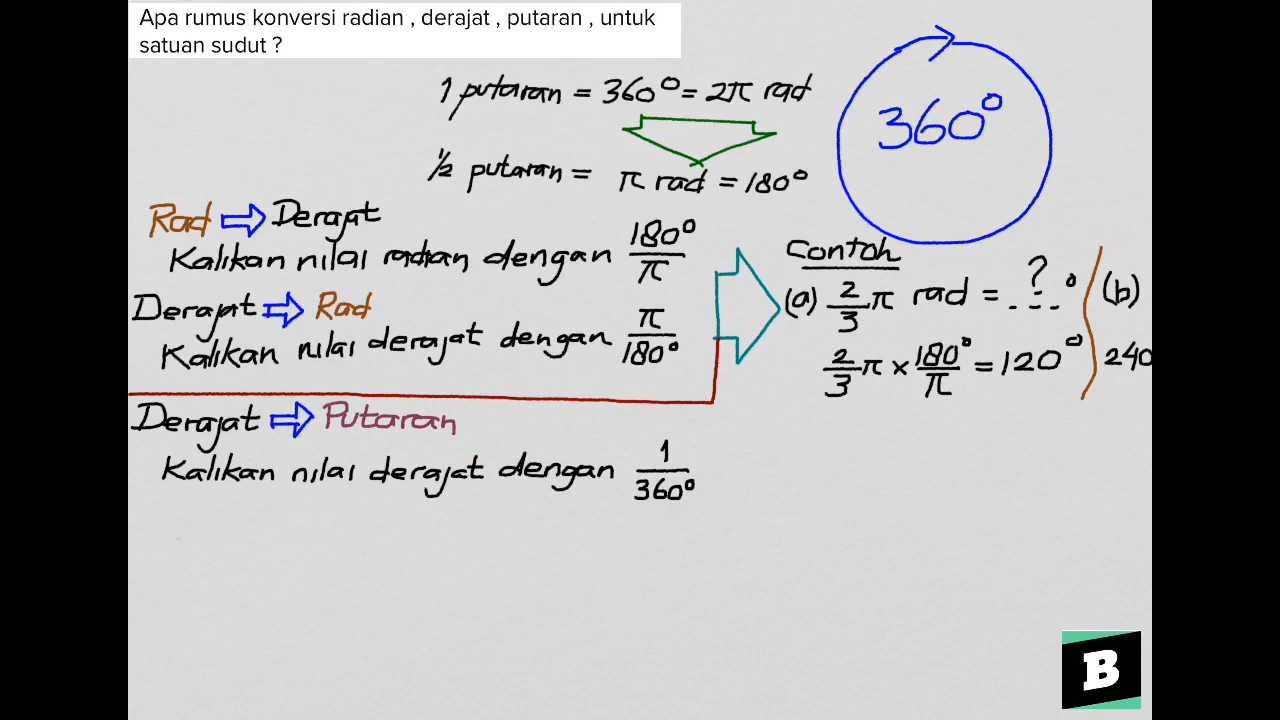 Apa rumus konversi radian , derajat , putaran , untuk
satuan sudut ?
1 putaran = 360° = 2π rad
360°
½ putaran = π rad = 180°
Rad ⇒ Derajat
Kalikan nilai radian dengan 180°/π
Derajat ⇒ Rad
Kalikan nilai derajat dengan π/180°
Derajat ⇒ Putaran
Kalikan nilai derajat dengan 1/360°
Contoh
(a) 2/3 π rad = ...° ?
2/3 π × 180°/π = 120°
(b)
240
B